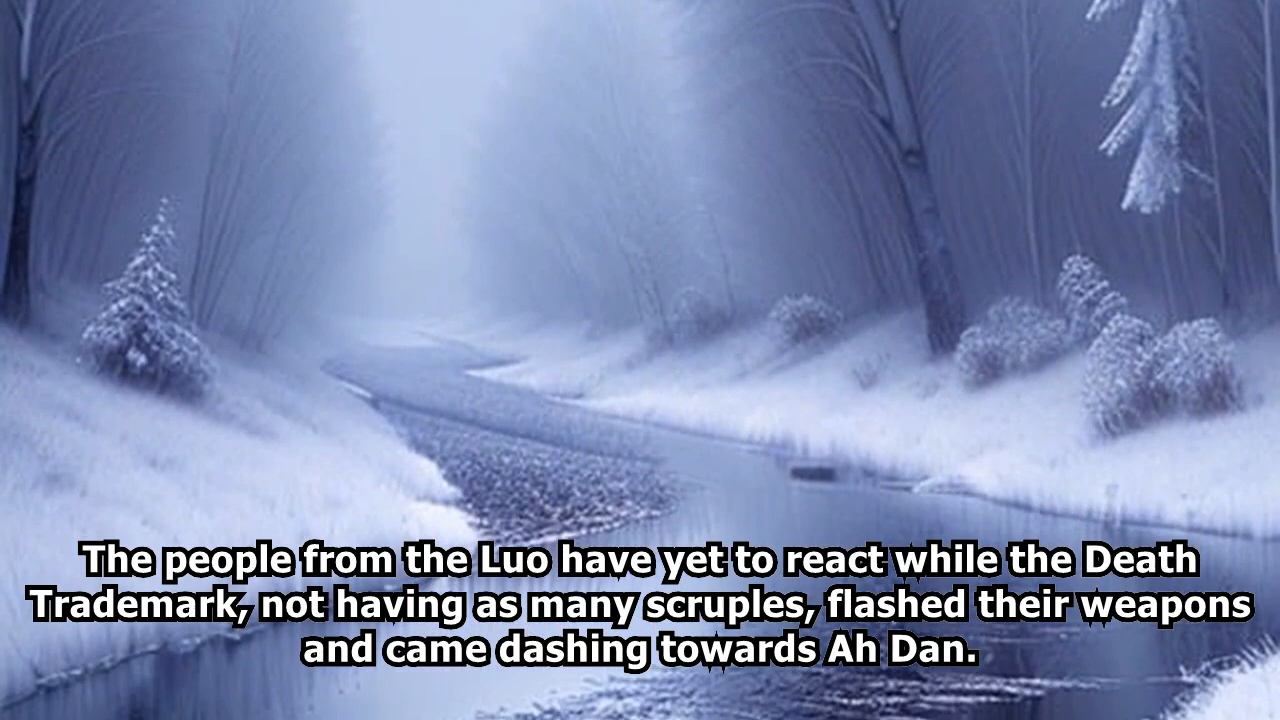 The people from the Luo have yet to react while the Death
Trademark, not having as many scruples, flashed their weapons
and came dashing towards Ah Dan.